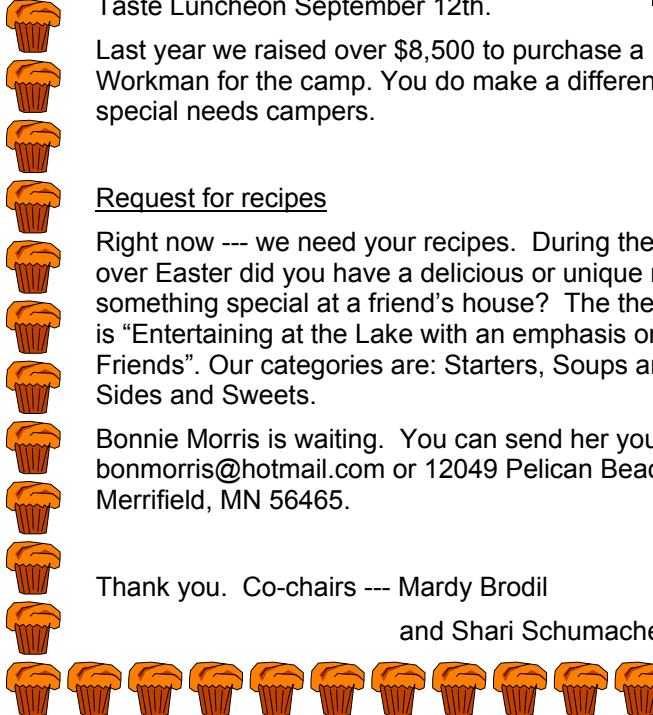 Taste Luncheon September 12th.
Last year we raised over $8,500 to purchase a
Workman for the camp. You do make a differen
special needs campers.
Request for recipes
Right now --- we need your recipes.  During the
over Easter did you have a delicious or unique
something special at a friend's house?  The the
is “Entertaining at the Lake with an emphasis on
Friends”. Our categories are: Starters, Soups an
Sides and Sweets.
Bonnie Morris is waiting.  You can send her you
bonmorris@hotmail.com or 12049 Pelican Beac
Merrifield, MN 56465.
Thank you.  Co-chairs --- Mardy Brodil
and Shari Schumache